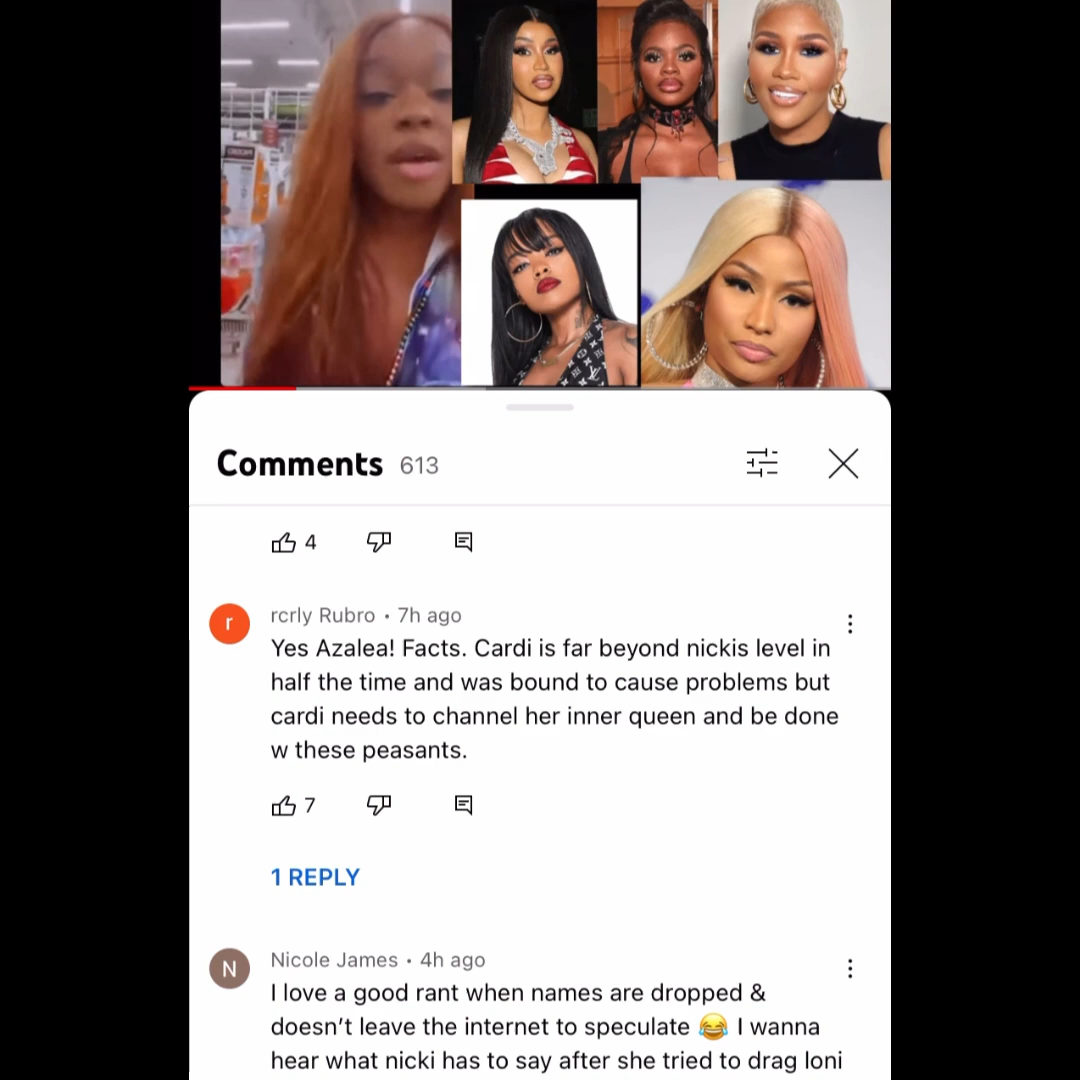 Comments 613
4
r
rcrly Rubro • 7h ago
Yes Azalea! Facts. Cardi is far beyond nickis level in
half the time and was bound to cause problems but
cardi needs to channel her inner queen and be done
w these peasants.
7
1 REPLY
N
Nicole James • 4h ago
I love a good rant when names are dropped &
doesn’t leave the internet to speculate 😂 I wanna
hear what nicki has to say after she tried to drag loni